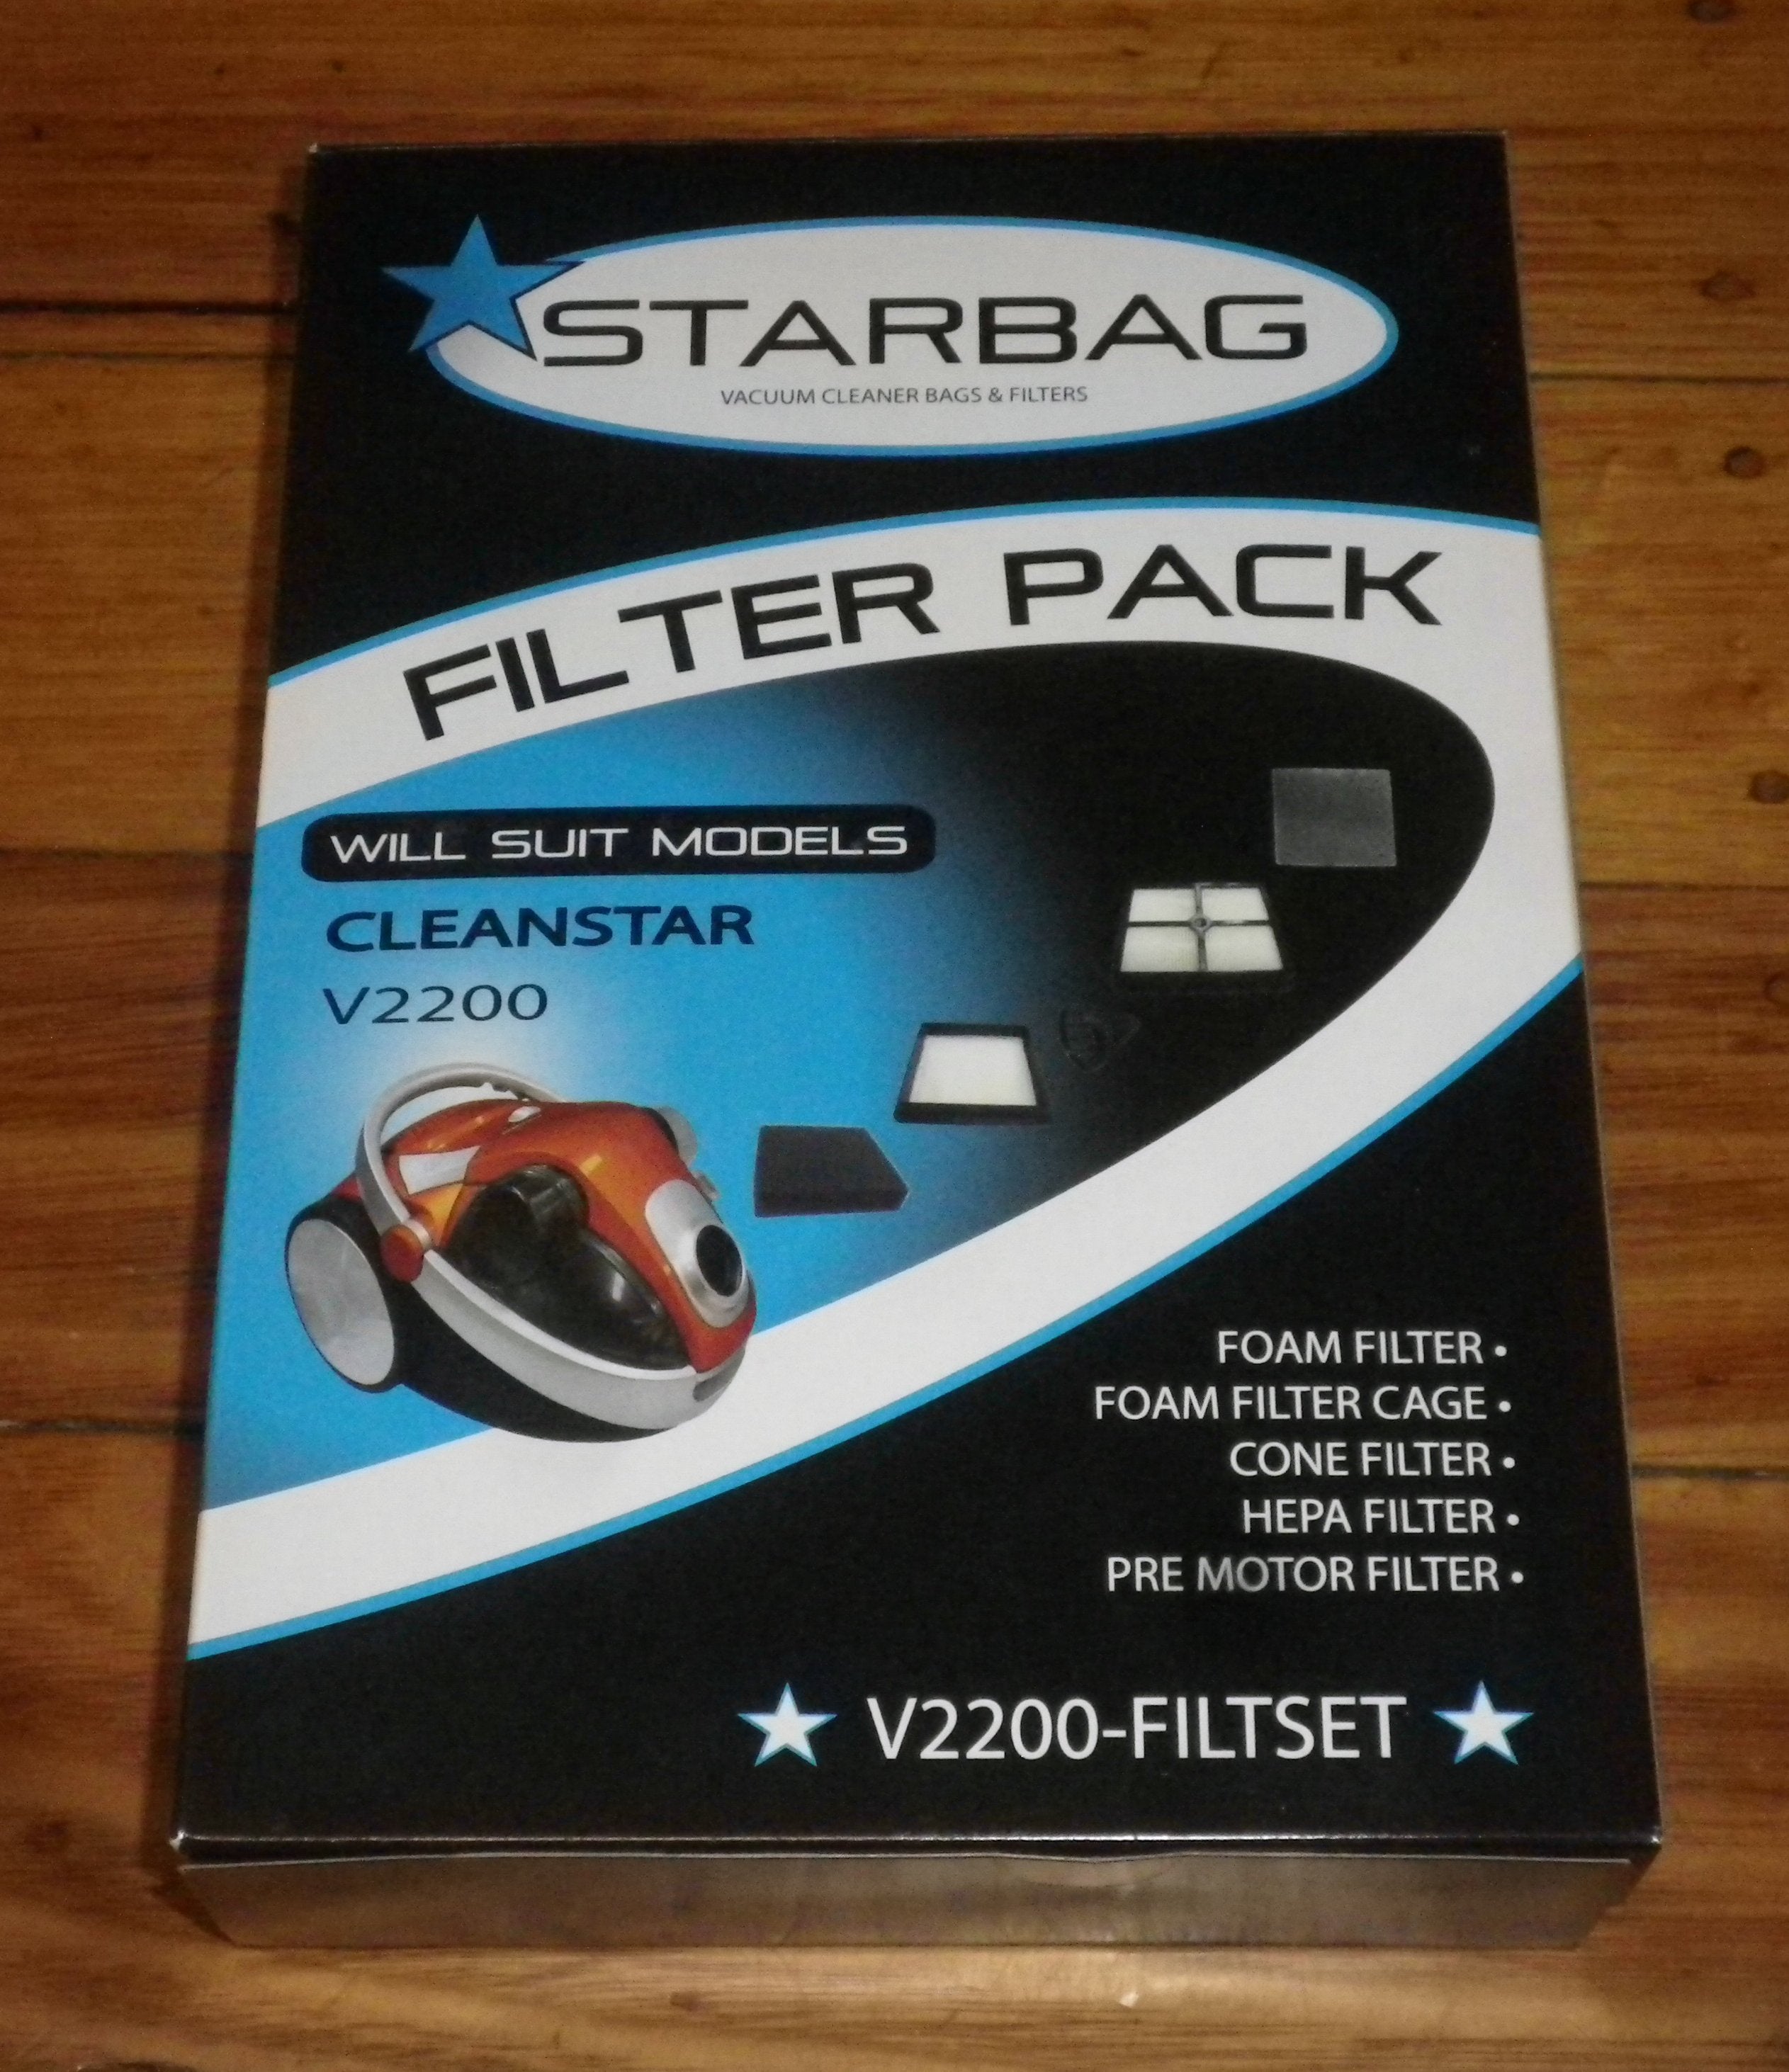 STARBAG
VACUUM CLEANER BAGS & FILTERS
FILTER PACK
WILL SUIT MODELS
CLEANSTAR
V2200
FOAM FILTER •
FOAM FILTER CAGE •
CONE FILTER •
HEPA FILTER •
PRE MOTOR FILTER •
V2200-FILTSET